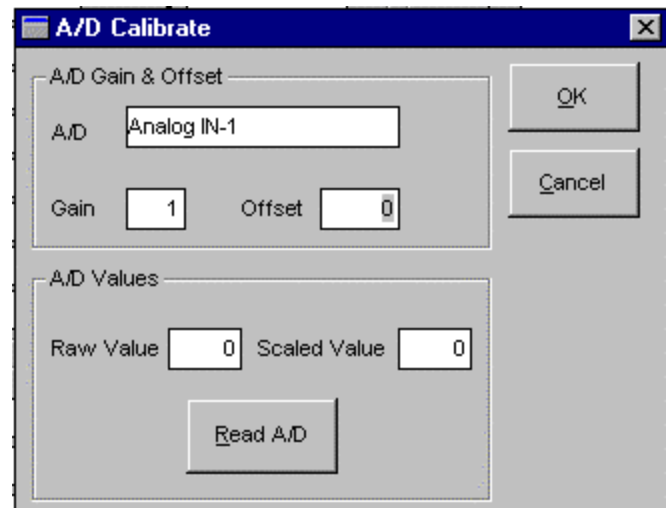 A/D Calibrate
A/D Gain & Offset
A/D Analog IN-1
Gain 1 Offset 0
OK
Cancel
A/D Values
Raw Value 0 Scaled Value 0
Read A/D